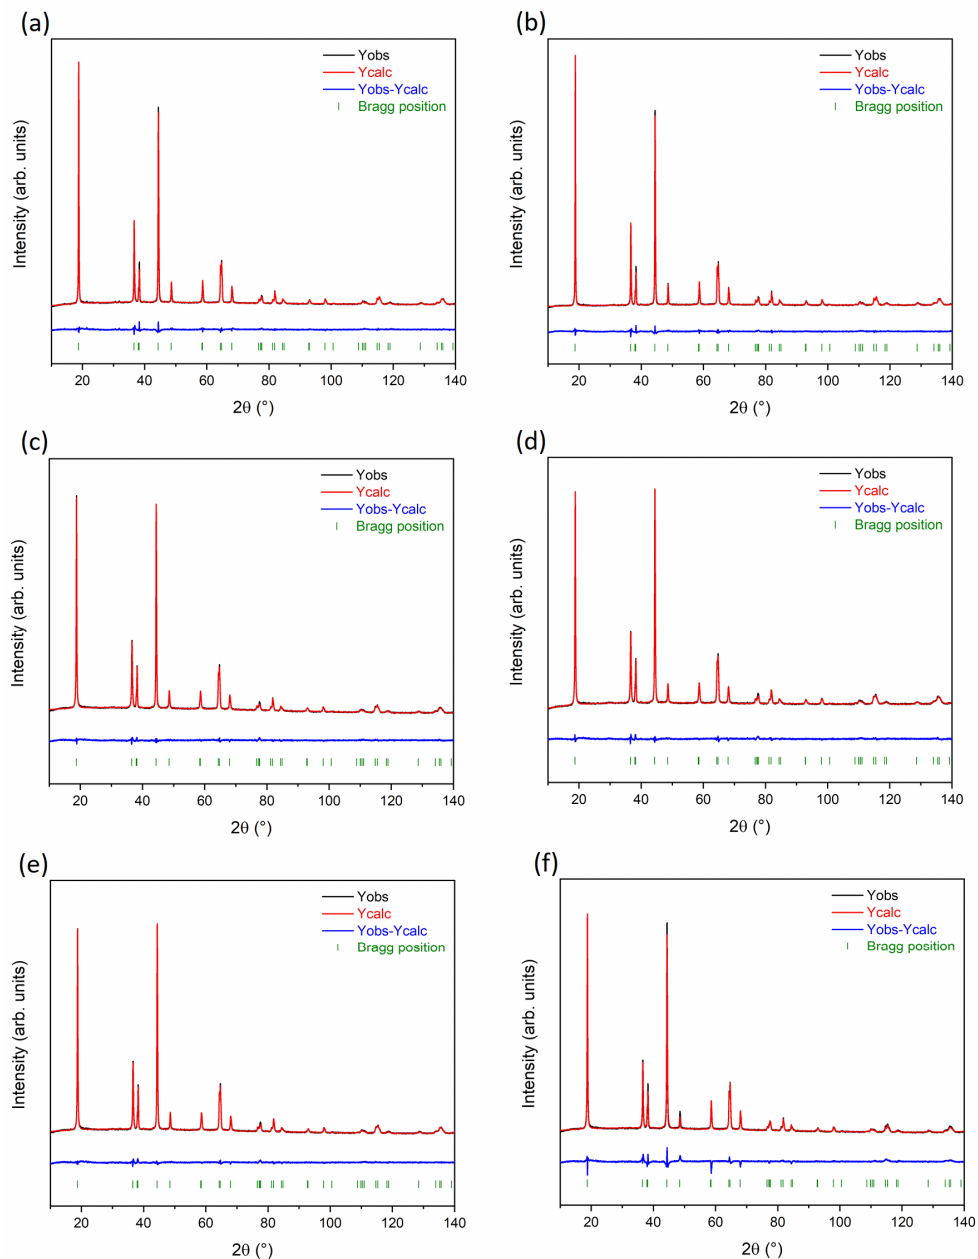 (a)
Yobs
Ycalc
Yobs-Ycalc
Bragg position
Intensity (arb. units)
20 40 60 80 100 120 140
2θ (°)
(b)
Yobs
Ycalc
Yobs-Ycalc
Bragg position
Intensity (arb. units)
20 40 60 80 100 120 140
2θ (°)
(c)
Yobs
Ycalc
Yobs-Ycalc
Bragg position
Intensity (arb. units)
20 40 60 80 100 120 140
2θ (°)
(d)
Yobs
Ycalc
Yobs-Ycalc
Bragg position
Intensity (arb. units)
20 40 60 80 100 120 140
2θ (°)
(e)
Yobs
Ycalc
Yobs-Ycalc
Bragg position
Intensity (arb. units)
20 40 60 80 100 120 140
2θ (°)
(f)
Yobs
Ycalc
Yobs-Ycalc
Bragg position
Intensity (arb. units)
20 40 60 80 100 120 140
2θ (°)